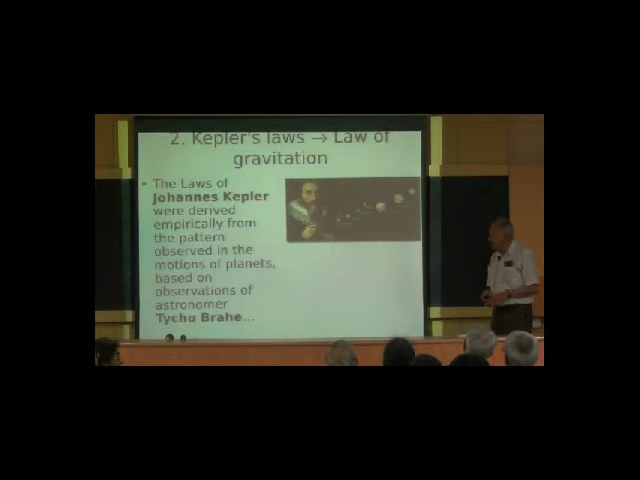 2. Kepler's laws → Law of
gravitation
• The Laws of
Johannes Kepler
were derived
empirically from
the pattern
observed in the
motions of planets,
based on
observations of
astronomer
Tycho Brahe...